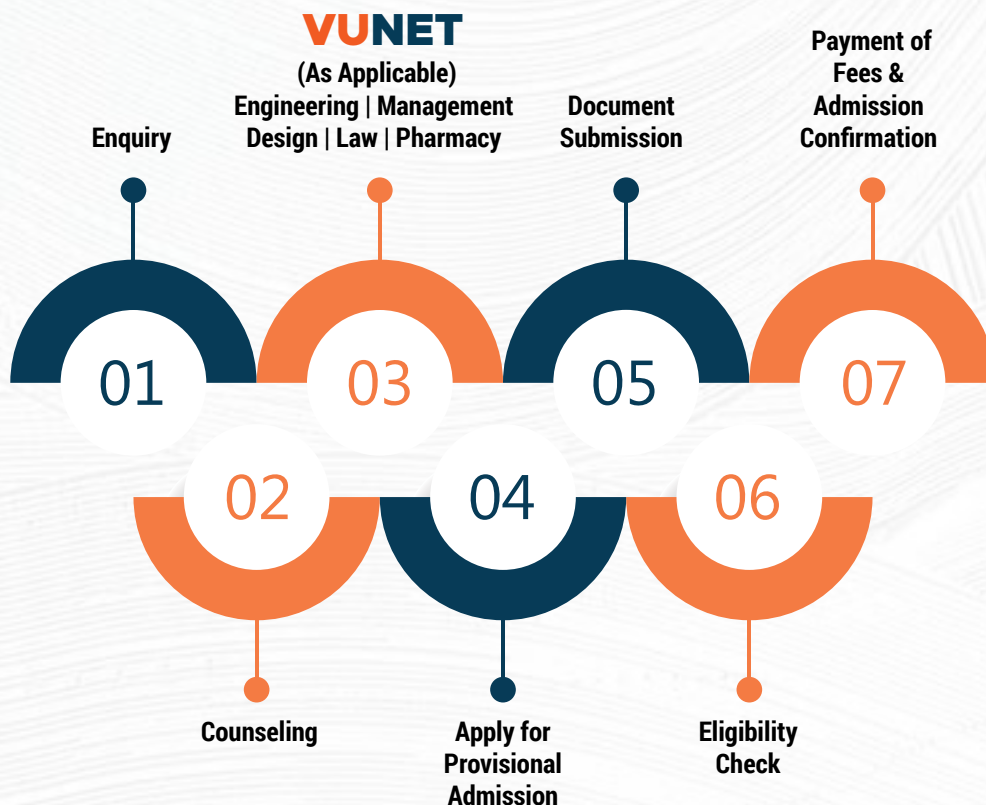 Enquiry
01
Counseling
02
VUNET
(As Applicable)
Engineering | Management
Design | Law | Pharmacy
03
Apply for
Provisional
Admission
04
Document
Submission
05
Eligibility
Check
06
Payment of
Fees &
Admission
Confirmation
07